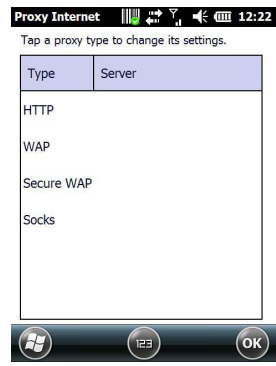 Proxy Internet 12:22
Tap a proxy type to change its settings.
Type Server
HTTP
WAP
Secure WAP
Socks
123 OK